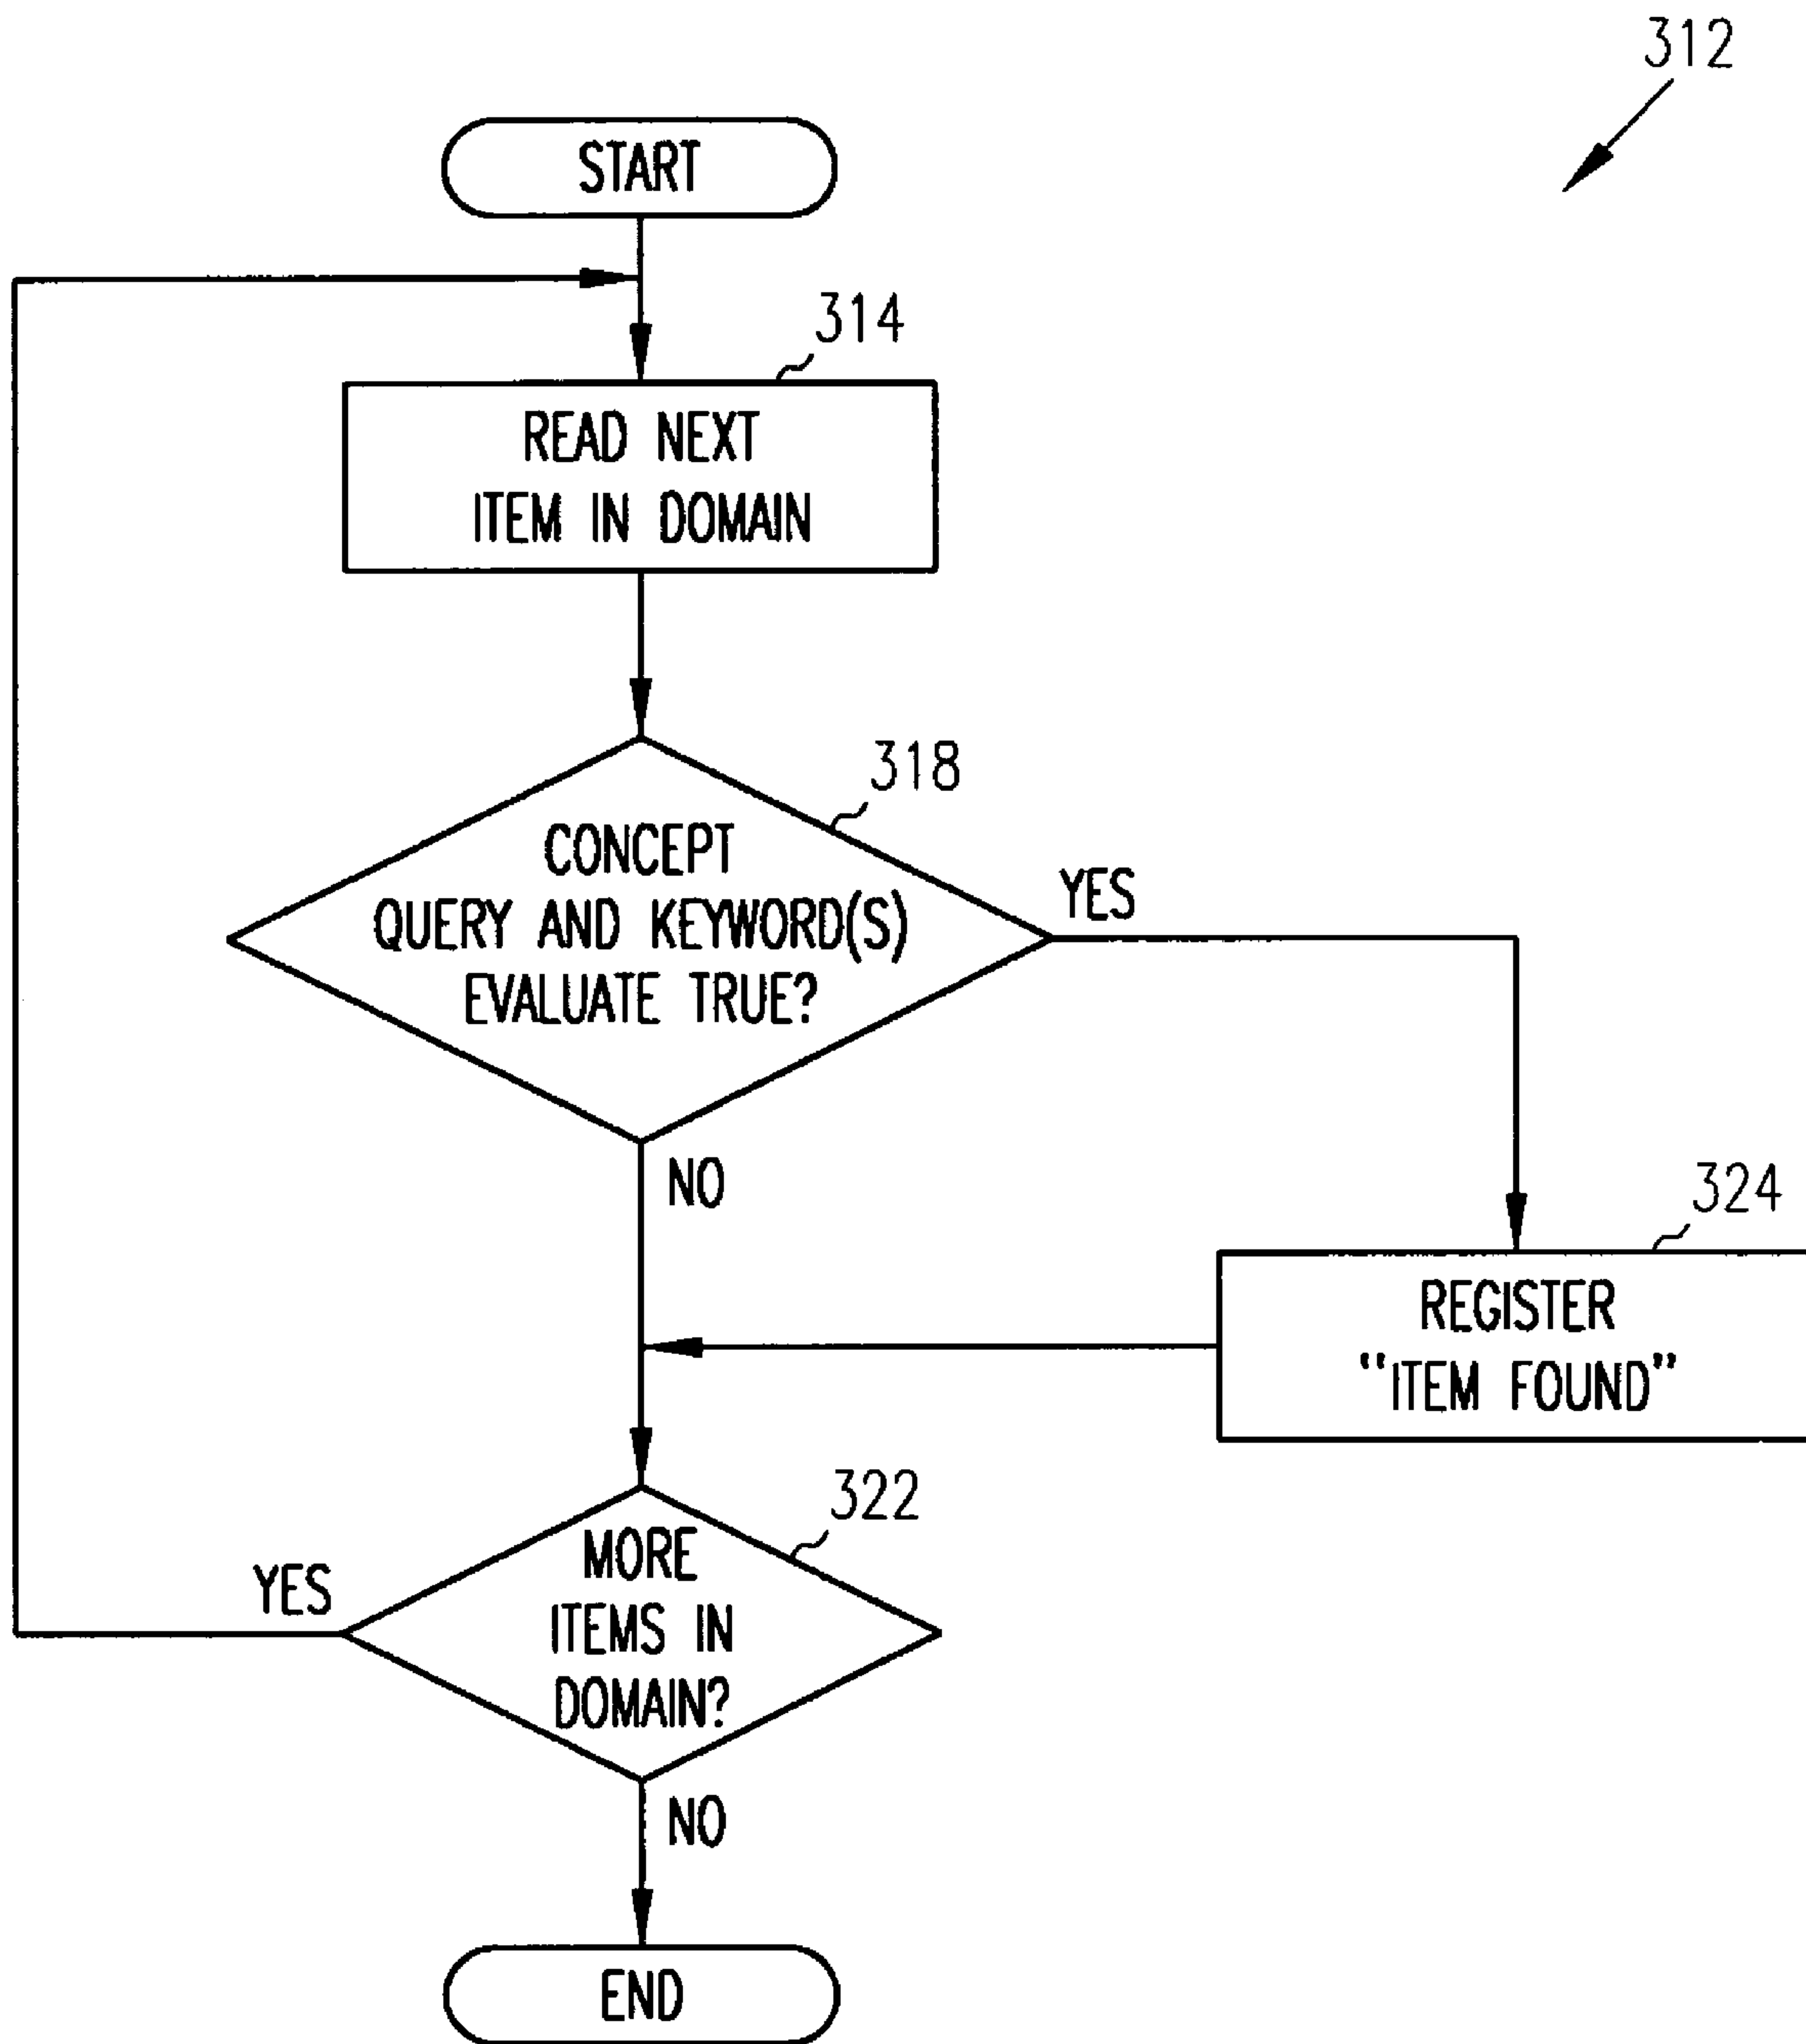 312
START
314
READ NEXT
ITEM IN DOMAIN
318
CONCEPT
QUERY AND KEYWORD(S)
EVALUATE TRUE?
YES
NO
324
REGISTER
"ITEM FOUND"
322
MORE
ITEMS IN
DOMAIN?
YES
NO
END